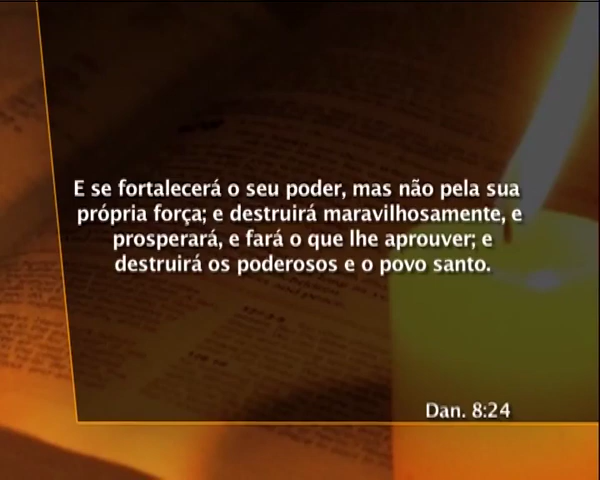 E se fortalecerá o seu poder, mas não pela sua
própria força; e destruirá maravilhosamente, e
prosperará, e fará o que lhe aprouver; e
destruirá os poderosos e o povo santo.
Dan. 8:24